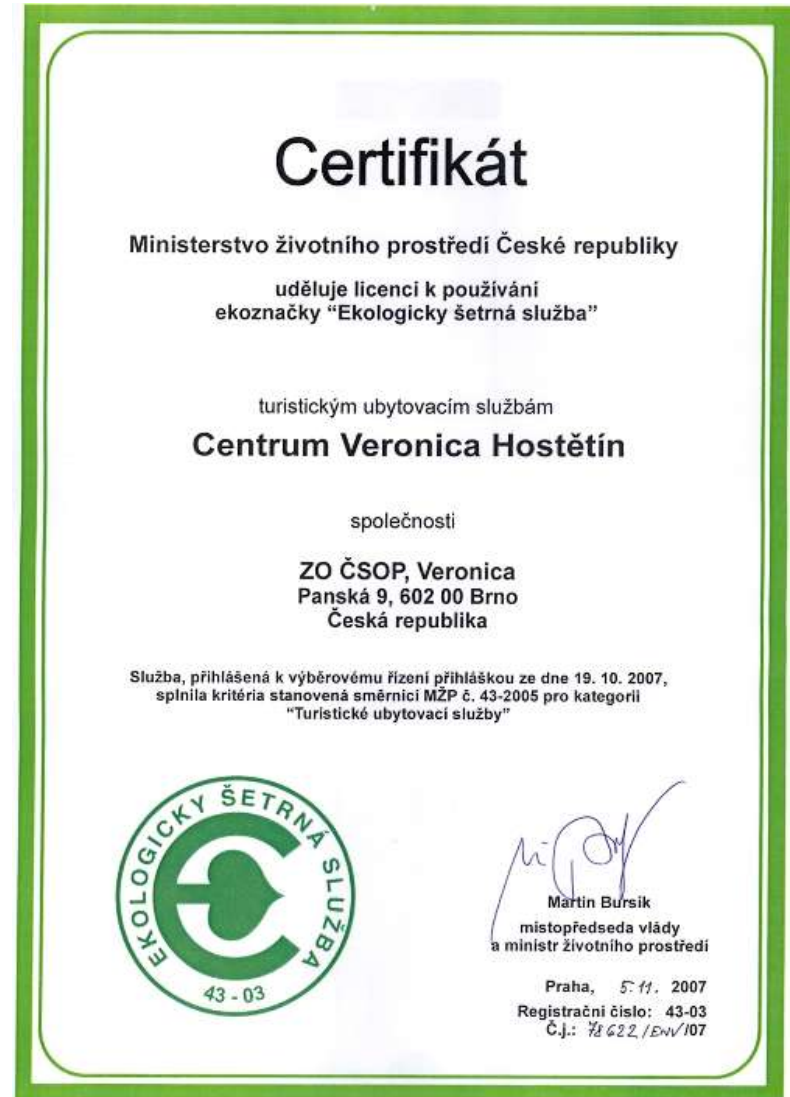 Certifikát
Ministerstvo životního prostředí České republiky
uděluje licenci k používání
ekoznačky “Ekologicky šetrná služba”
turistickým ubytovacím službám
Centrum Veronica Hostětín
společnosti
ZO ČSOP, Veronica
Panská 9, 602 00 Brno
Česká republika
Služba, přihlášená k výběrovému řízení přihláškou ze dne 19. 10. 2007,
splnila kritéria stanovená směrnicí MŽP č. 43-2005 pro kategorii
“Turistické ubytovací služby”
EKOLOGICKY ŠETRNÁ SLUŽBA
43 - 03
Martin Bursík
místopředseda vlády
a ministr životního prostředí
Praha, 5. 11. 2007
Registrační číslo: 43-03
Č.j.: 78622/ENV/07